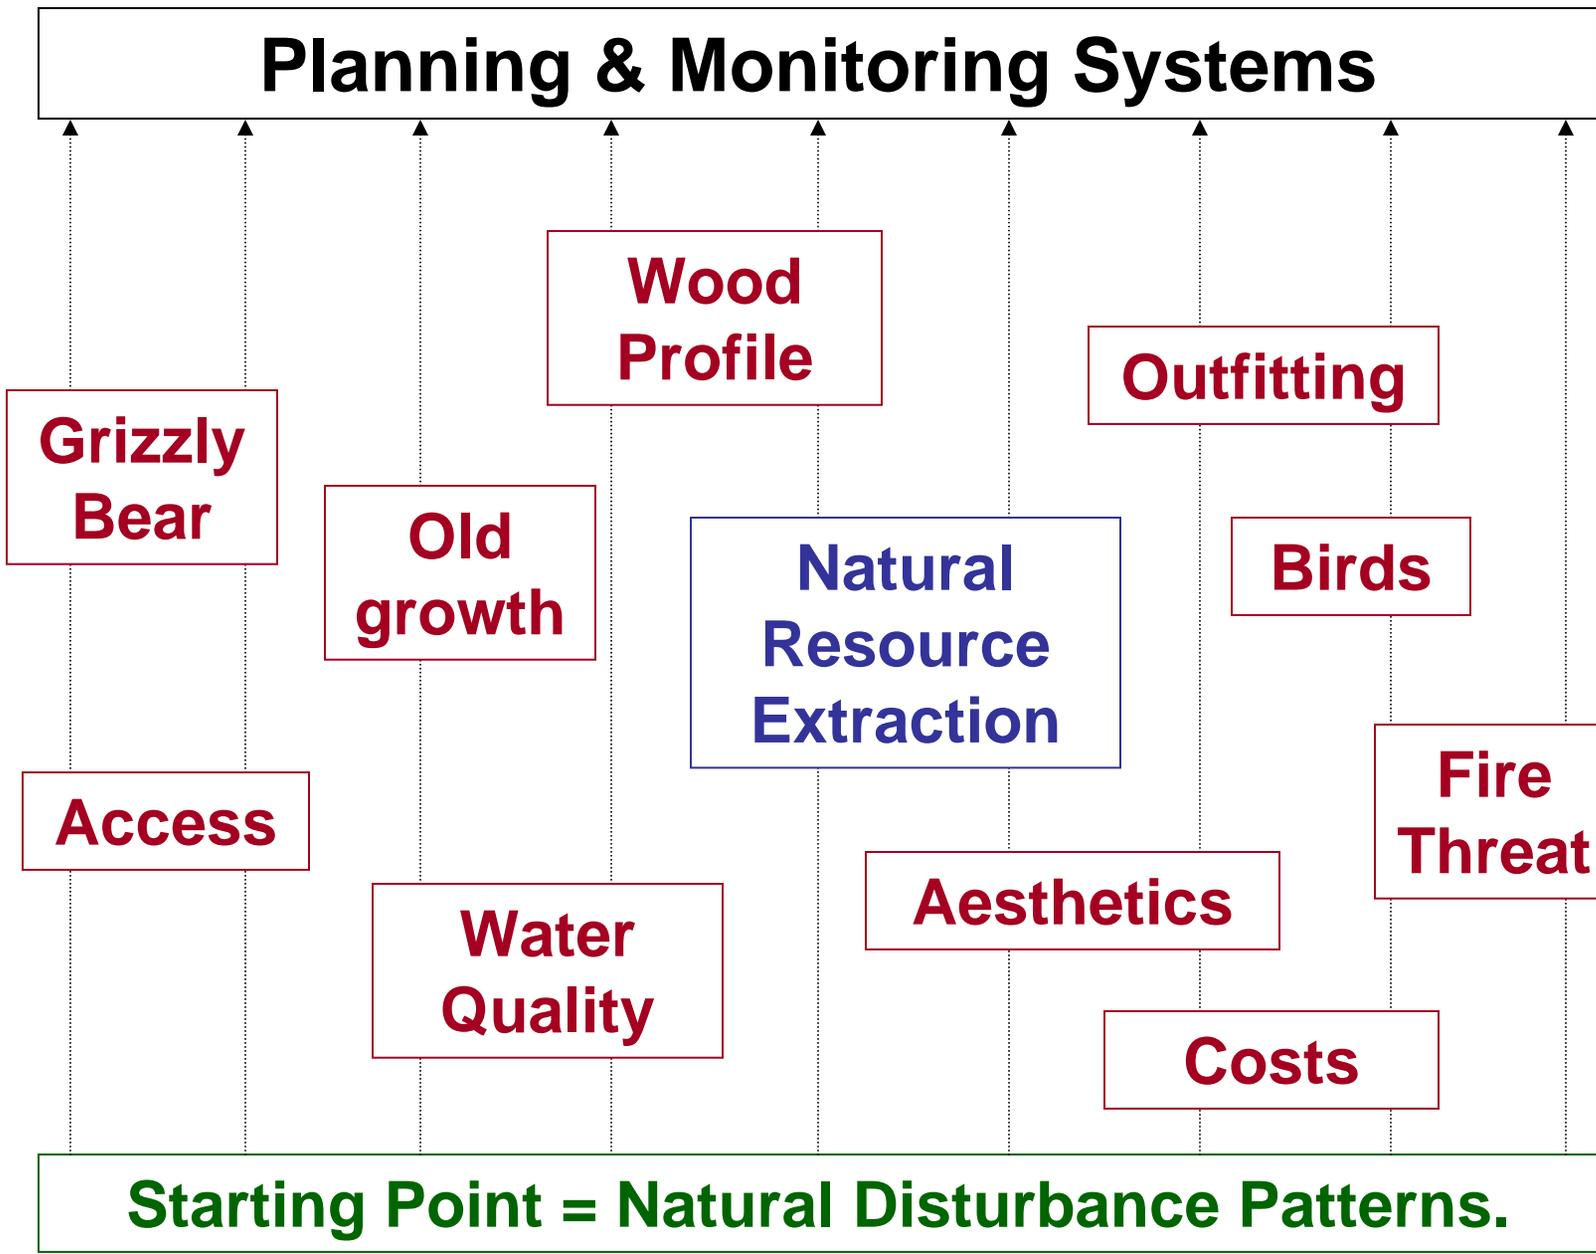 Planning & Monitoring Systems
Wood
Profile
Outfitting
Grizzly
Bear
Old
growth
Natural
Resource
Extraction
Birds
Fire
Threat
Access
Aesthetics
Water
Quality
Costs
Starting Point = Natural Disturbance Patterns.